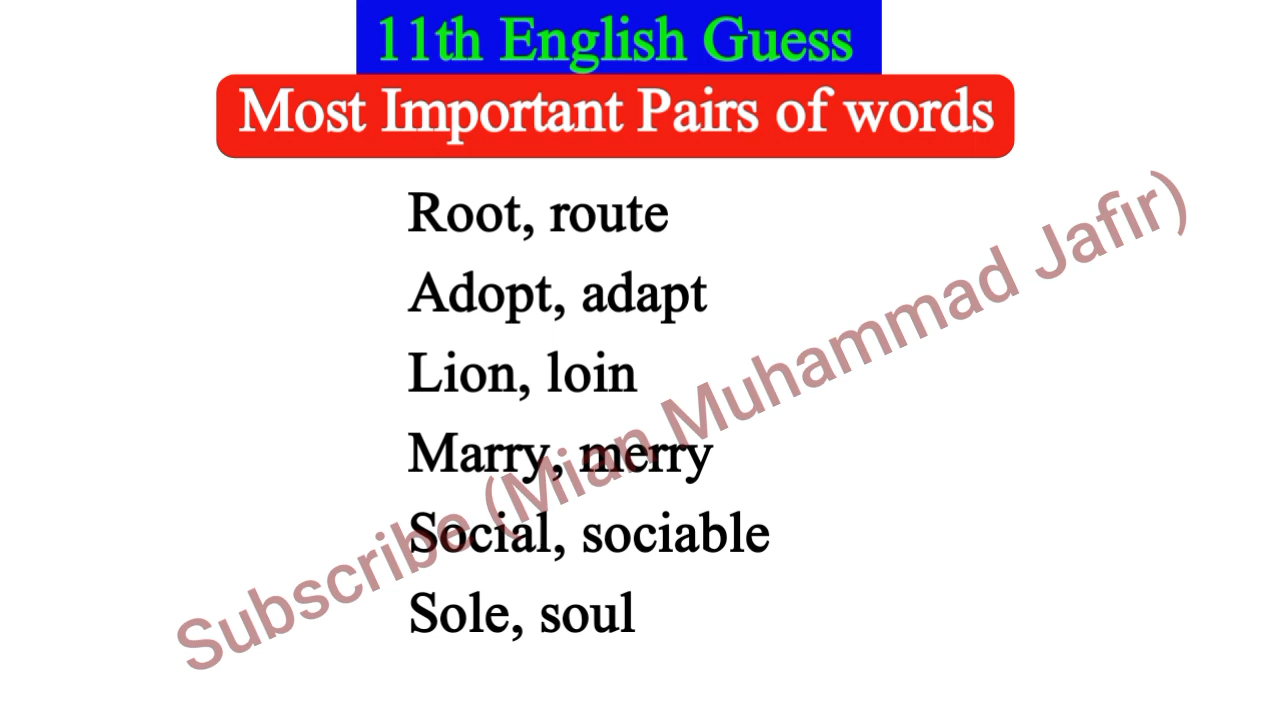 11th English Guess
Most Important Pairs of words
Root, route
Adopt, adapt
Lion, loin
Marry, merry
Social, sociable
Sole, soul
Subscribe (Mian Muhammad Jafir)